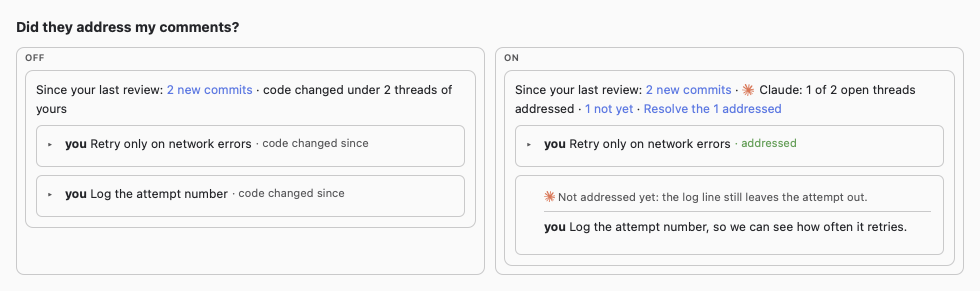 Did they address my comments?
OFF
Since your last review: 2 new commits · code changed under 2 threads of
yours
you Retry only on network errors · code changed since
you Log the attempt number · code changed since
ON
Since your last review: 2 new commits · Claude: 1 of 2 open threads
addressed · 1 not yet · Resolve the 1 addressed
you Retry only on network errors · addressed
Not addressed yet: the log line still leaves the attempt out.
you Log the attempt number, so we can see how often it retries.